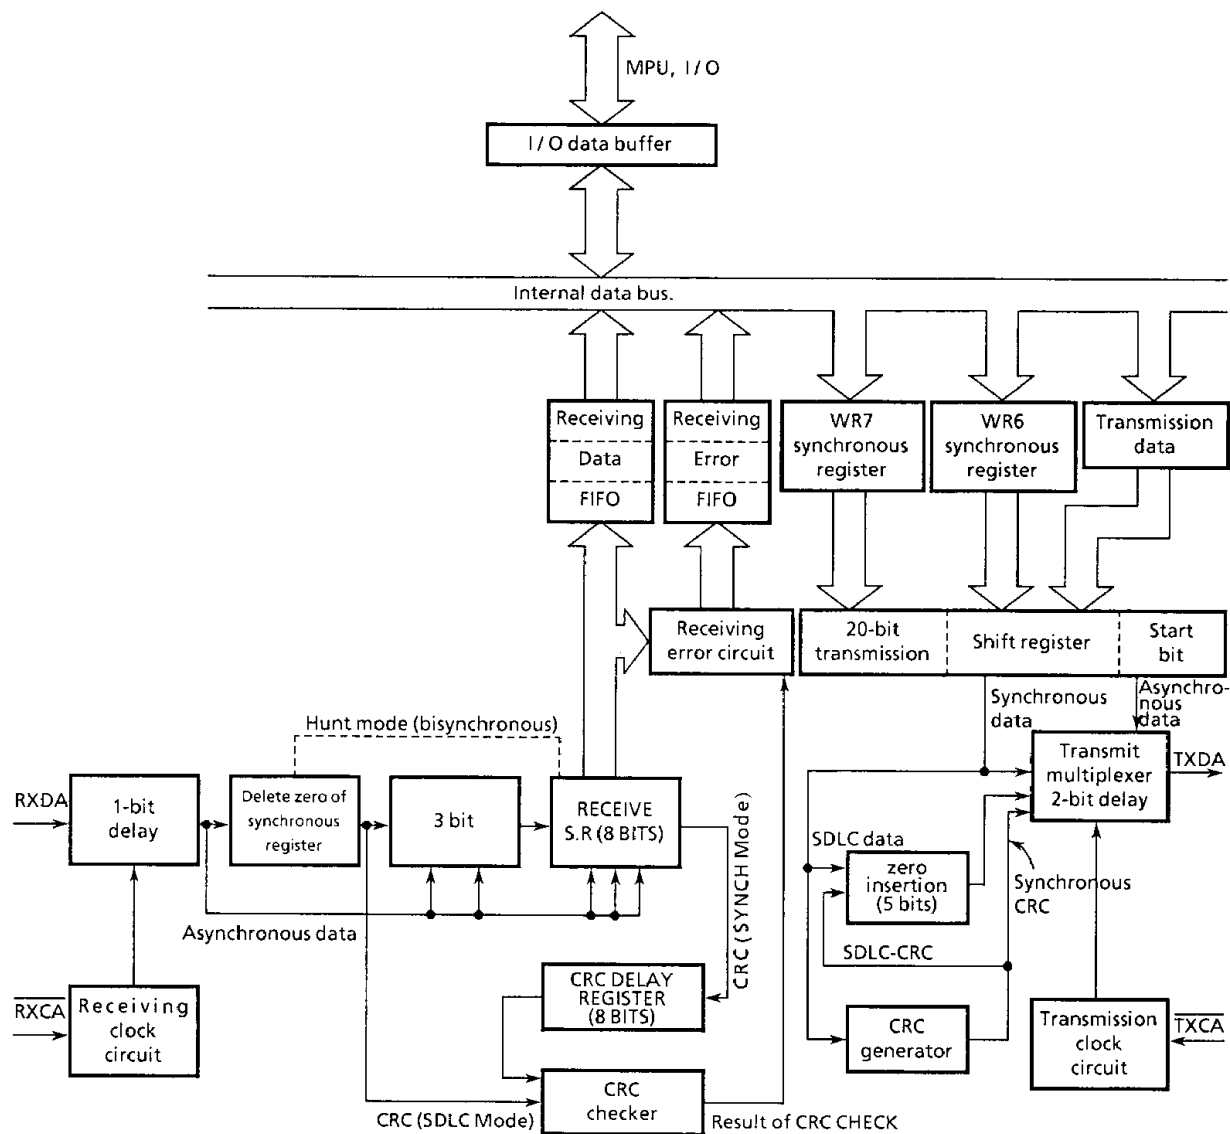 MPU, I / O
I / O data buffer
Internal data bus.
Receiving
Data
FIFO
Receiving
Error
FIFO
WR7
synchronous
register
WR6
synchronous
register
Transmission
data
Receiving
error circuit
20-bit
transmission
Shift register
Start
bit
Synchronous
data
Asynchro-
nous
data
Hunt mode (bisynchronous)
RXDA
1-bit
delay
Delete zero of
synchronous
register
3 bit
RECEIVE
S.R (8 BITS)
CRC (SYNCH Mode)
Transmit
multiplexer
2-bit delay
TXDA
SDLC data
zero
insertion
(5 bits)
Synchronous
CRC
Asynchronous data
SDLC-CRC
RXCA
Receiving
clock
circuit
CRC DELAY
REGISTER
(8 BITS)
CRC
generator
Transmission
clock
circuit
TXCA
CRC
checker
CRC (SDLC Mode)
Result of CRC CHECK